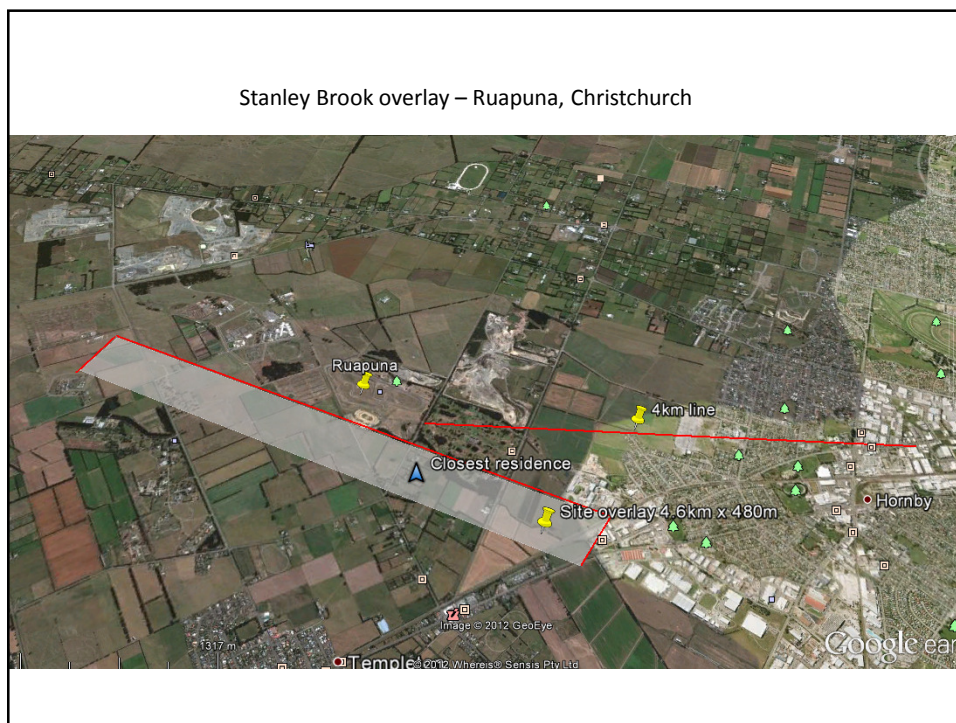 Stanley Brook overlay – Ruapuna, Christchurch
Ruapuna
4km line
Closest residence
Hornby
Site overlay 4.6km x 480m
Image © 2012 GeoEye
1317 m
Google ear
Templet
©2012 Whereis® Sensis Pty Ltd